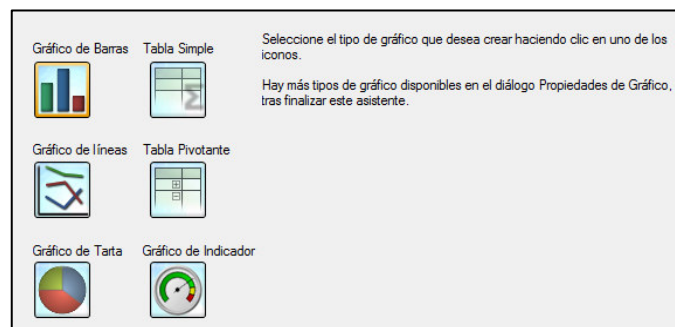 Gráfico de Barras
Tabla Simple
Seleccione el tipo de gráfico que desea crear haciendo clic en uno de los
iconos.
Hay más tipos de gráfico disponibles en el diálogo Propiedades de Gráfico,
tras finalizar este asistente.
Gráfico de líneas
Tabla Pivotante
Gráfico de Tarta
Gráfico de Indicador